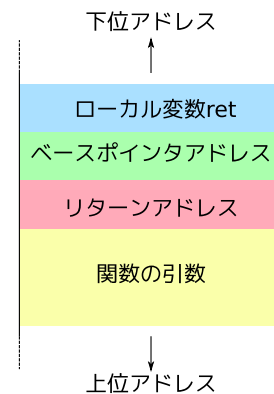 下位アドレス
ローカル変数ret
ベースポインタアドレス
リターンアドレス
関数の引数
上位アドレス